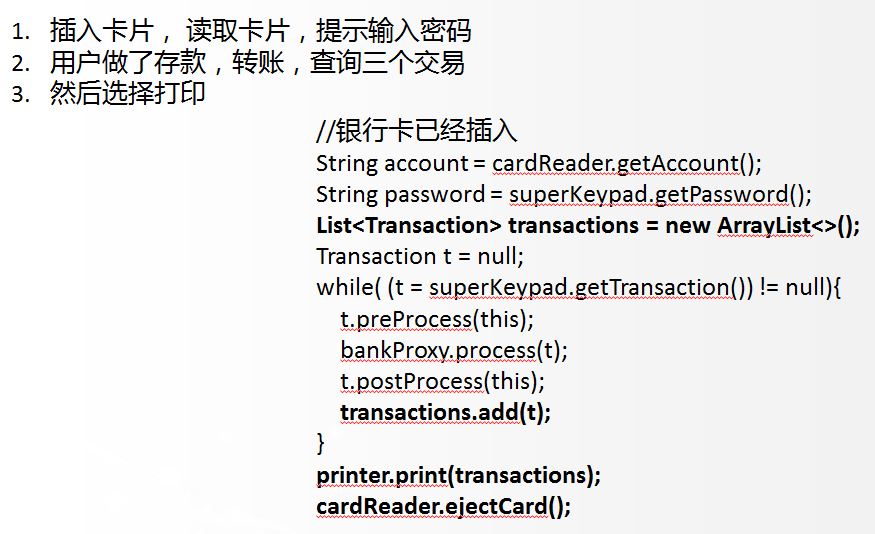 1. 插入卡片，读取卡片，提示输入密码
2. 用户做了存款，转账，查询三个交易
3. 然后选择打印
//银行卡已经插入
String account = cardReader.getAccount();
String password = superKeypad.getPassword();
List<Transaction> transactions = new ArrayList<>();
Transaction t = null;
while( (t = superKeypad.getTransaction()) != null){
t.preProcess(this);
bankProxy.process(t);
t.postProcess(this);
transactions.add(t);
}
printer.print(transactions);
cardReader.ejectCard();